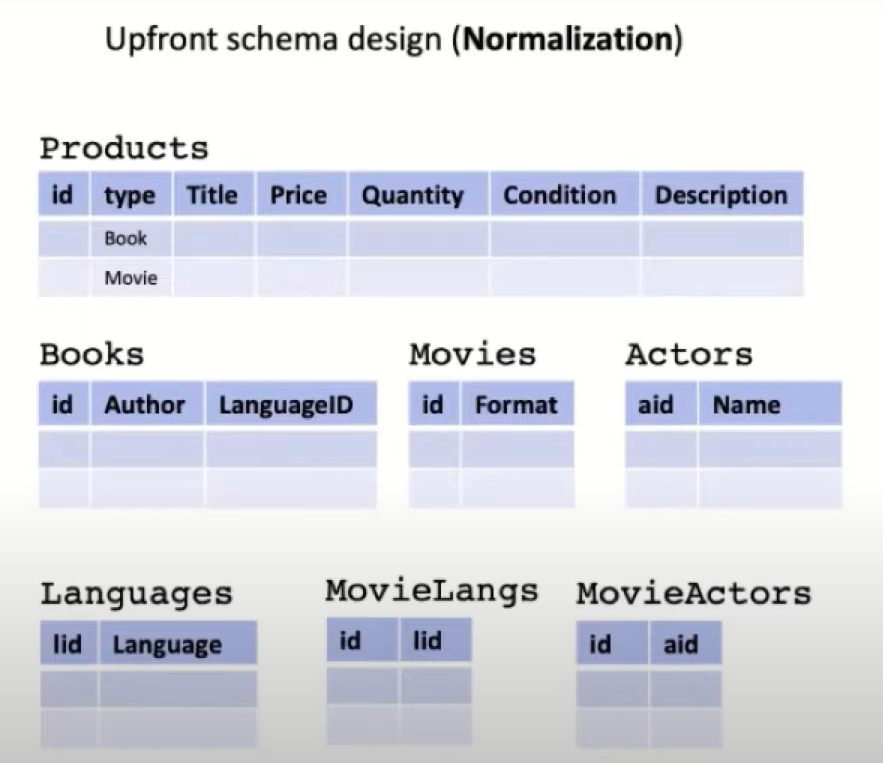 Upfront schema design (Normalization)
Products
id type Title Price Quantity Condition Description
Book
Movie
Books Movies Actors
id Author LanguageID id Format aid Name
Languages MovieLangs MovieActors
lid Language id lid id aid